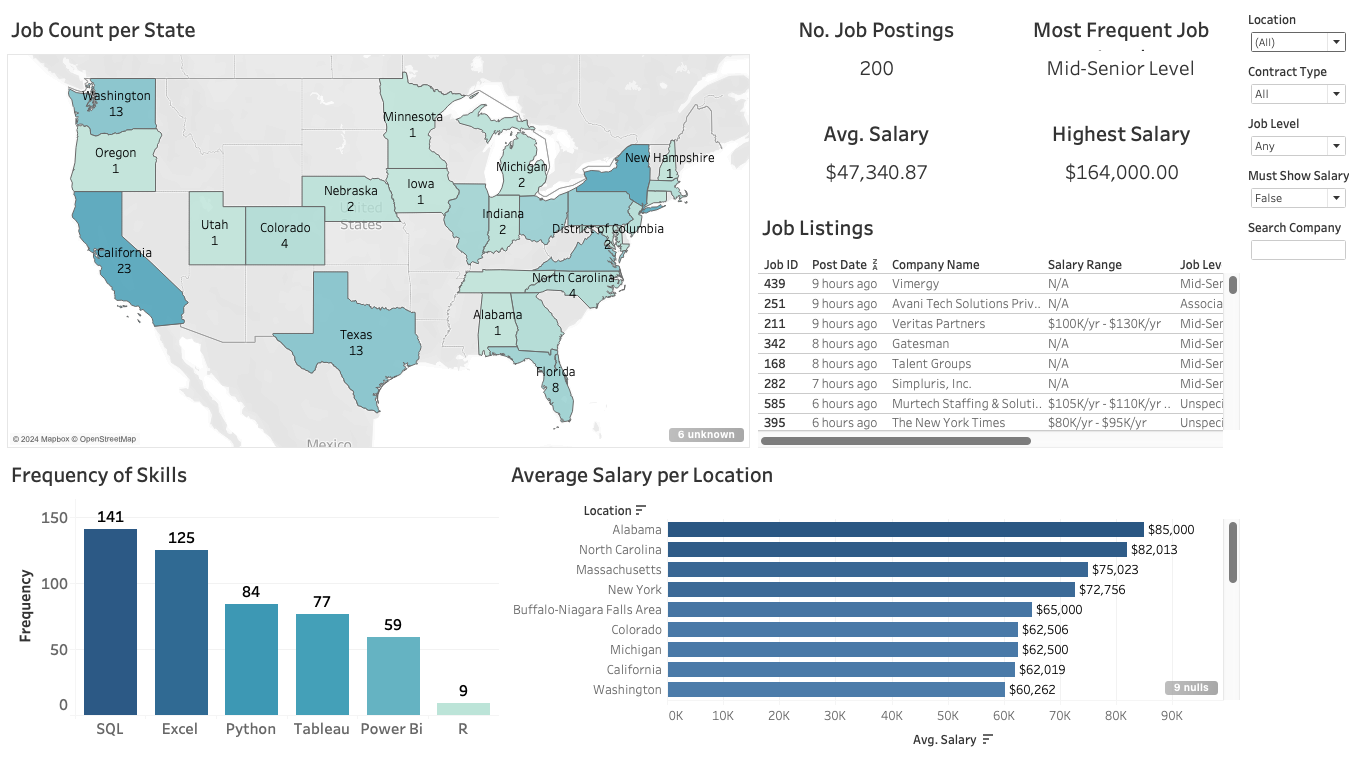 Job Count per State
Washington
13
Oregon
1
California
23
Utah
1
Colorado
4
Nebraska
2
United
States
Minnesota
1
Iowa
1
Michigan
2
Indiana
2
New Hampshire
1
District of Columbia
2
North Carolina
4
Alabama
1
Texas
13
Florida
8
Mexico
© 2024 Mapbox © OpenStreetMap
6 unknown
No. Job Postings
200
Most Frequent Job
Mid-Senior Level
Avg. Salary
$47,340.87
Highest Salary
$164,000.00
Job Listings
Job ID Post Date Company Name Salary Range Job Lev
439 9 hours ago Vimergy N/A Mid-Ser
251 9 hours ago Avani Tech Solutions Priv.. N/A Associa
211 9 hours ago Veritas Partners $100K/yr - $130K/yr Mid-Ser
342 8 hours ago Gatesman N/A Mid-Ser
168 8 hours ago Talent Groups N/A Mid-Ser
282 7 hours ago Simpluris, Inc. N/A Mid-Ser
585 6 hours ago Murtech Staffing & Soluti.. $105K/yr - $110K/yr .. Unspeci
395 6 hours ago The New York Times $80K/yr - $95K/yr Unspeci
Location
(All)
Contract Type
All
Job Level
Any
Must Show Salary
False
Search Company
Frequency of Skills
Frequency
150
100
50
0
141
125
84
77
59
9
SQL Excel Python Tableau Power Bi R
Average Salary per Location
Location
Alabama $85,000
North Carolina $82,013
Massachusetts $75,023
New York $72,756
Buffalo-Niagara Falls Area $65,000
Colorado $62,506
Michigan $62,500
California $62,019
Washington $60,262
9 nulls
0K 10K 20K 30K 40K 50K 60K 70K 80K 90K
Avg. Salary